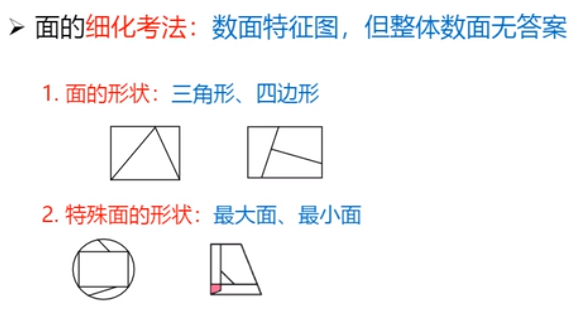 ➢ 面的细化考法：数面特征图，但整体数面无答案
1. 面的形状：三角形、四边形
2. 特殊面的形状：最大面、最小面